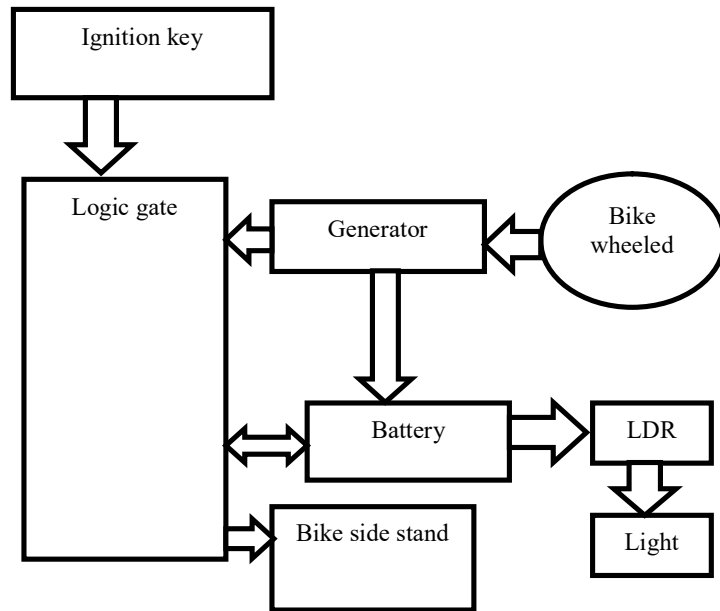 Ignition key
Logic gate
Generator
Bike
wheeled
Battery
LDR
Bike side stand
Light